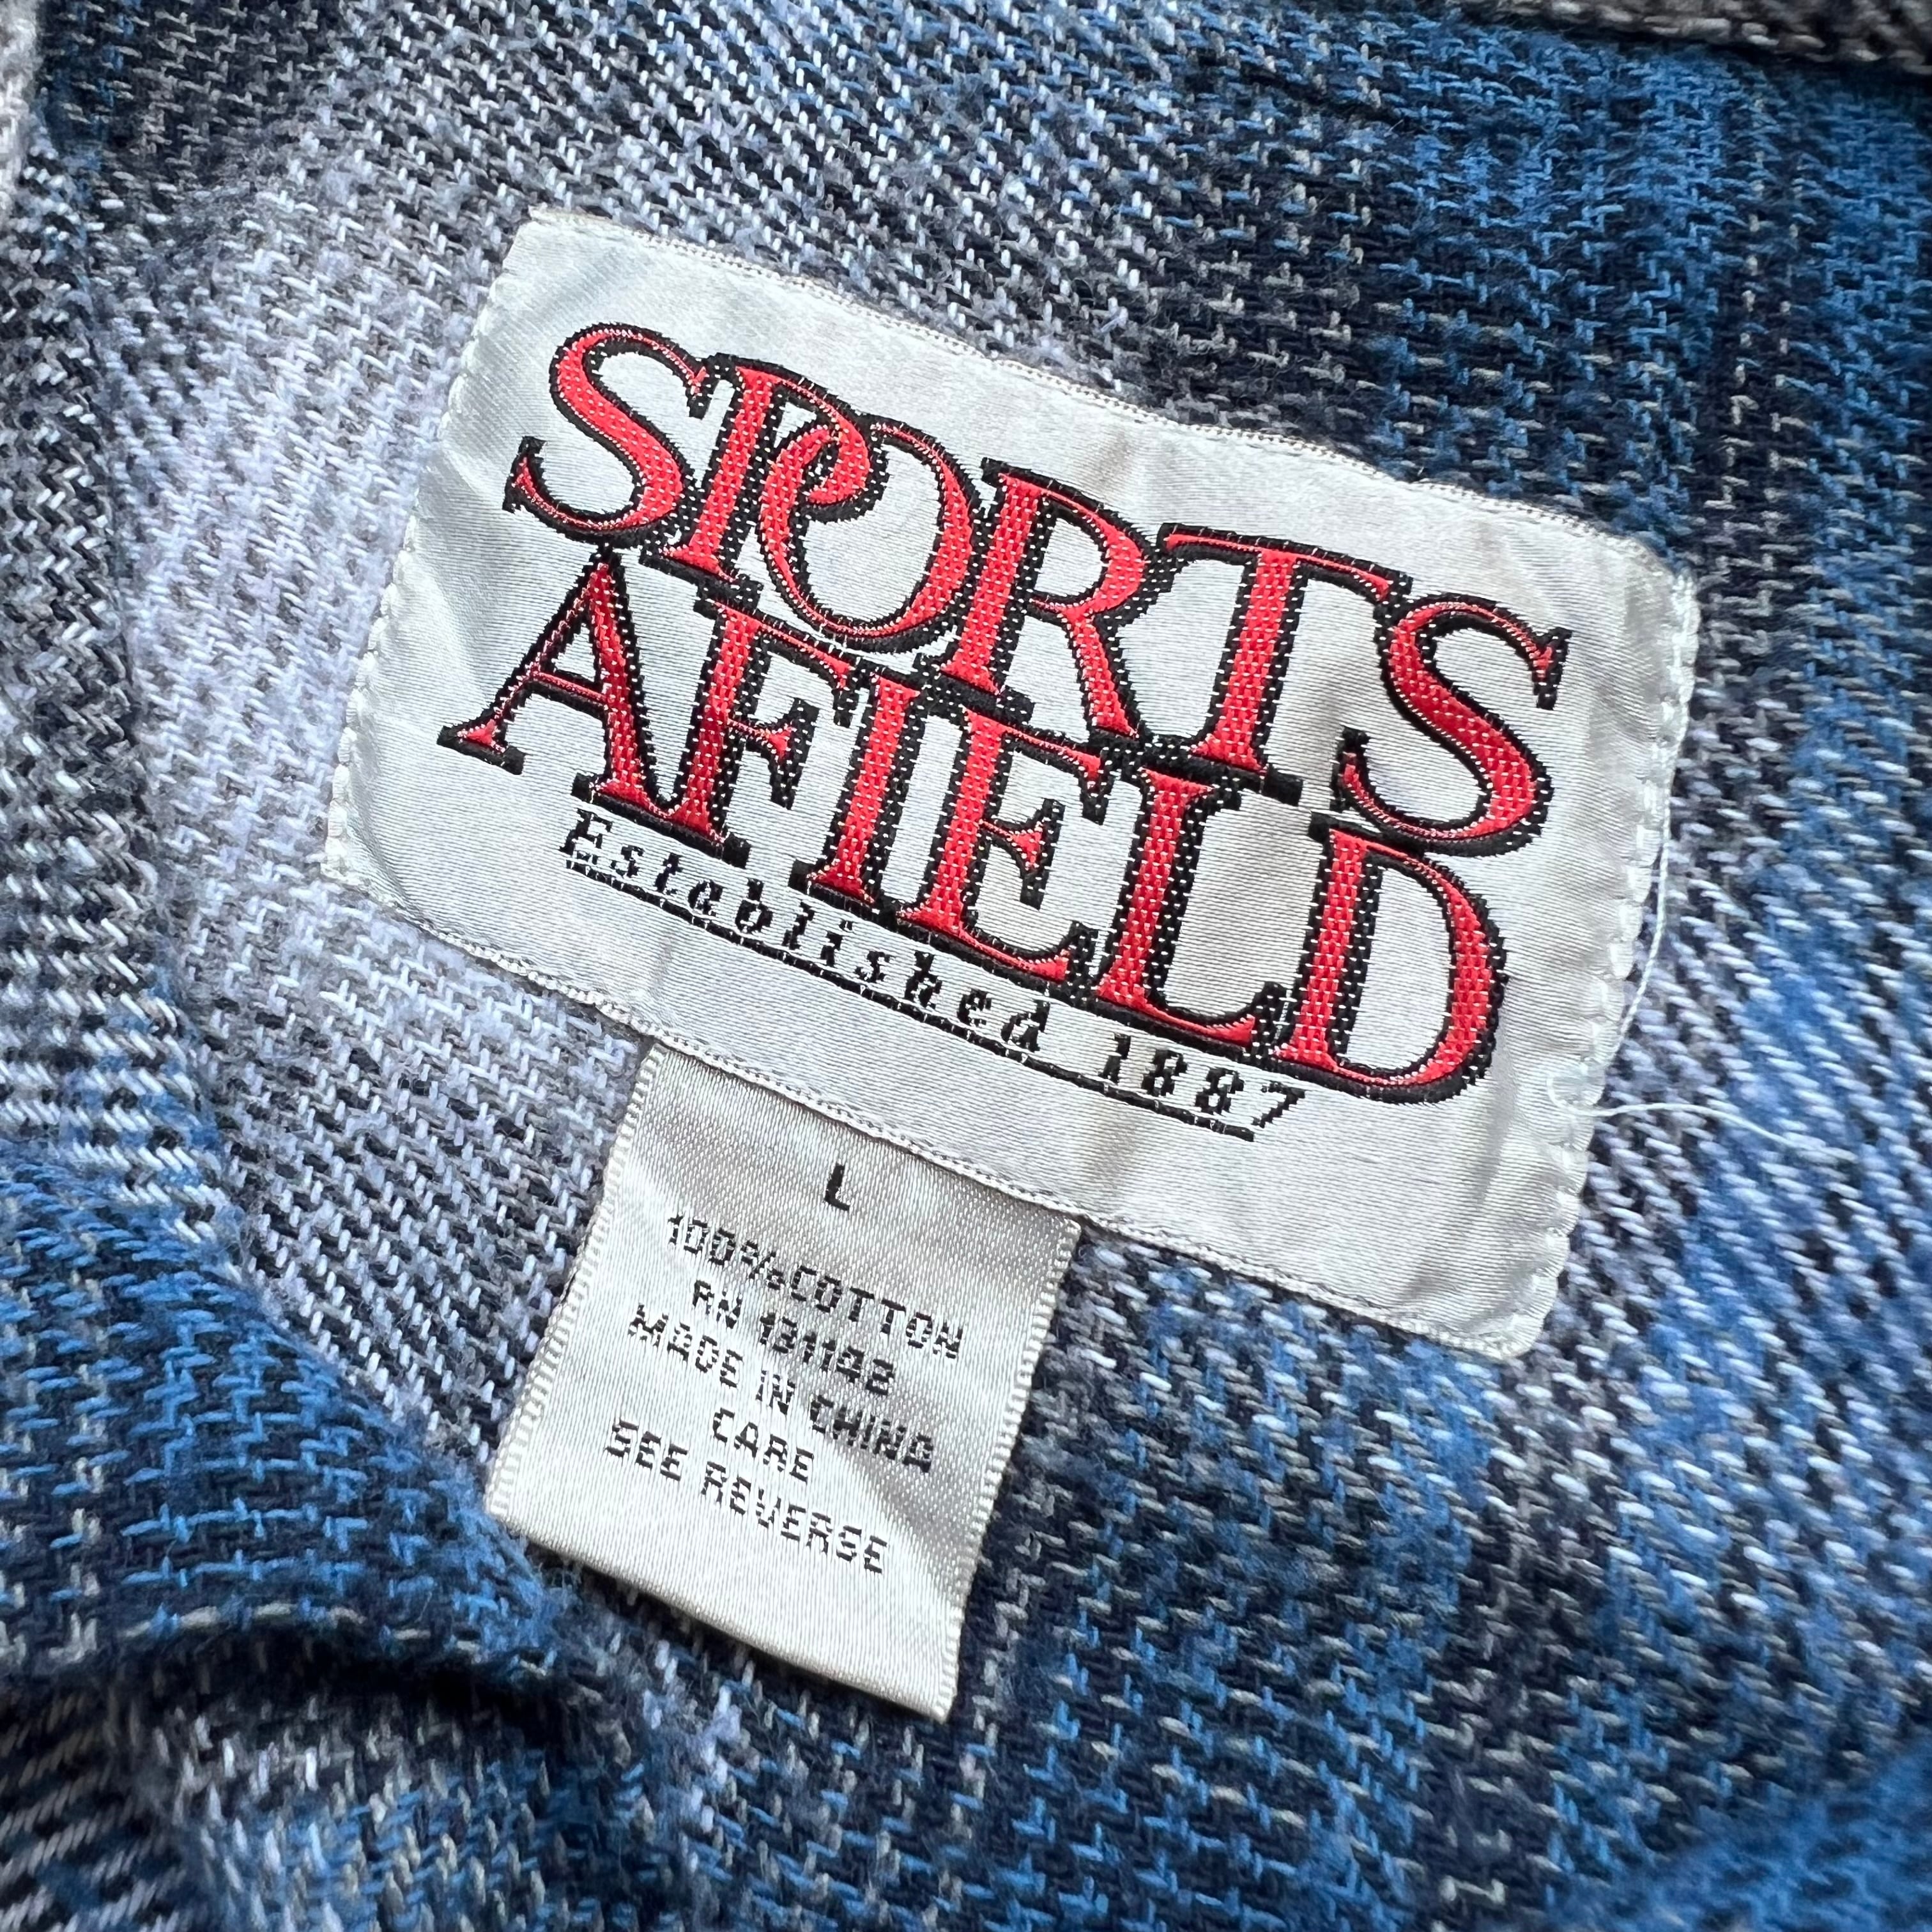 SPORTS
AFIELD
Established 1887
L
100%COTTON
RN 131142
MADE IN CHINA
CARE
SEE REVERSE